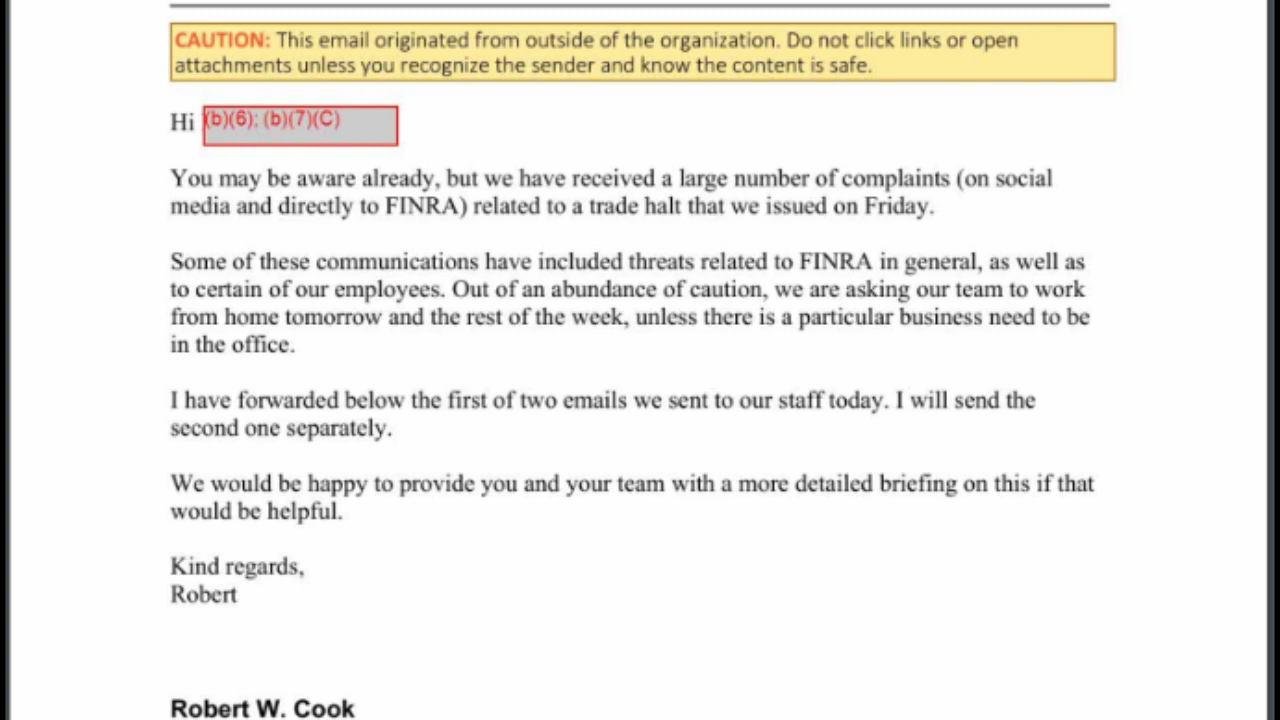 CAUTION: This email originated from outside of the organization. Do not click links or open
attachments unless you recognize the sender and know the content is safe.
Hi (b)(6); (b)(7)(C)
You may be aware already, but we have received a large number of complaints (on social
media and directly to FINRA) related to a trade halt that we issued on Friday.
Some of these communications have included threats related to FINRA in general, as well as
to certain of our employees. Out of an abundance of caution, we are asking our team to work
from home tomorrow and the rest of the week, unless there is a particular business need to be
in the office.
I have forwarded below the first of two emails we sent to our staff today. I will send the
second one separately.
We would be happy to provide you and your team with a more detailed briefing on this if that
would be helpful.
Kind regards,
Robert
Robert W. Cook